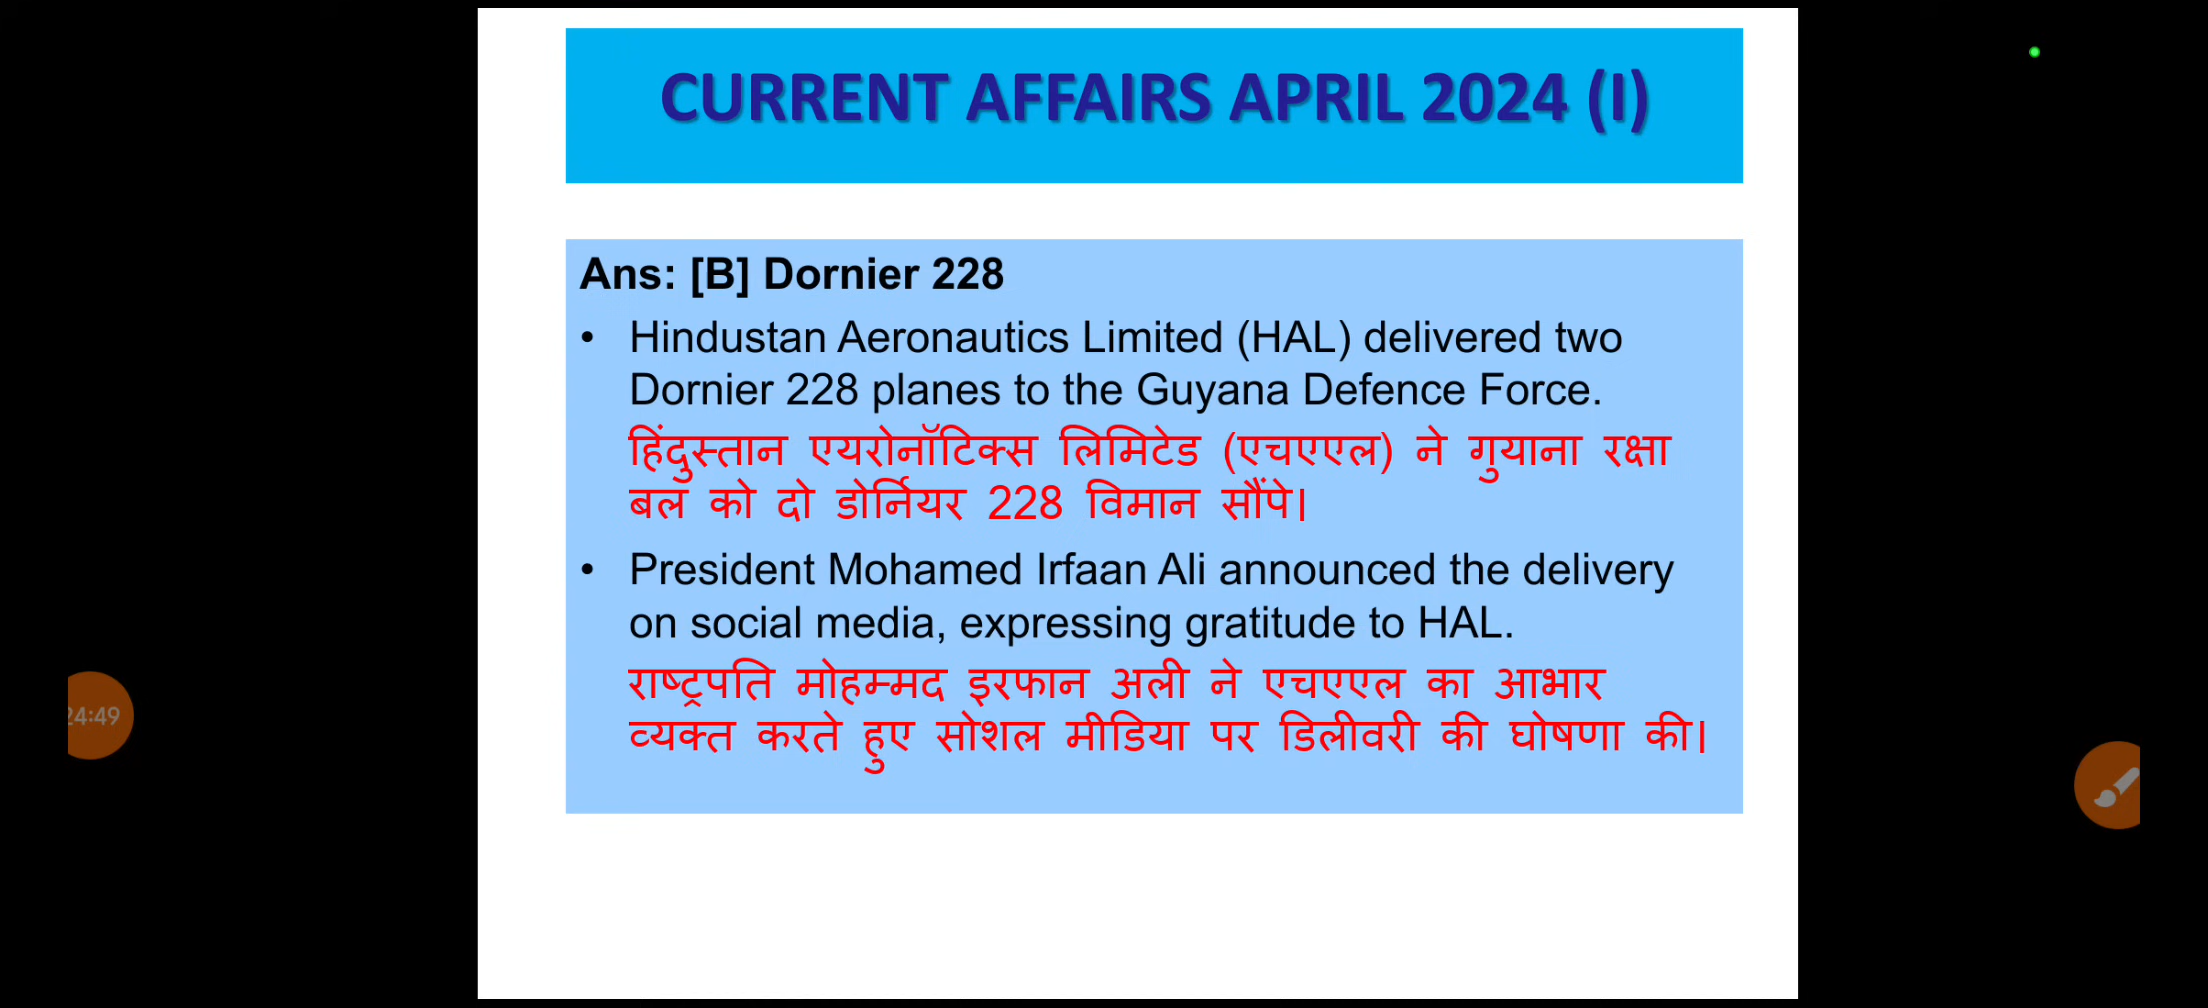 CURRENT AFFAIRS APRIL 2024 (I)
Ans: [B] Dornier 228
• Hindustan Aeronautics Limited (HAL) delivered two
Dornier 228 planes to the Guyana Defence Force.
हिंदुस्तान एयरोनॉटिक्स लिमिटेड (एचएएल) ने गुयाना रक्षा
बल को दो डोर्नियर 228 विमान सौंपे।
• President Mohamed Irfaan Ali announced the delivery
on social media, expressing gratitude to HAL.
राष्ट्रपति मोहम्मद इरफान अली ने एचएएल का आभार
व्यक्त करते हुए सोशल मीडिया पर डिलीवरी की घोषणा की।
24:49